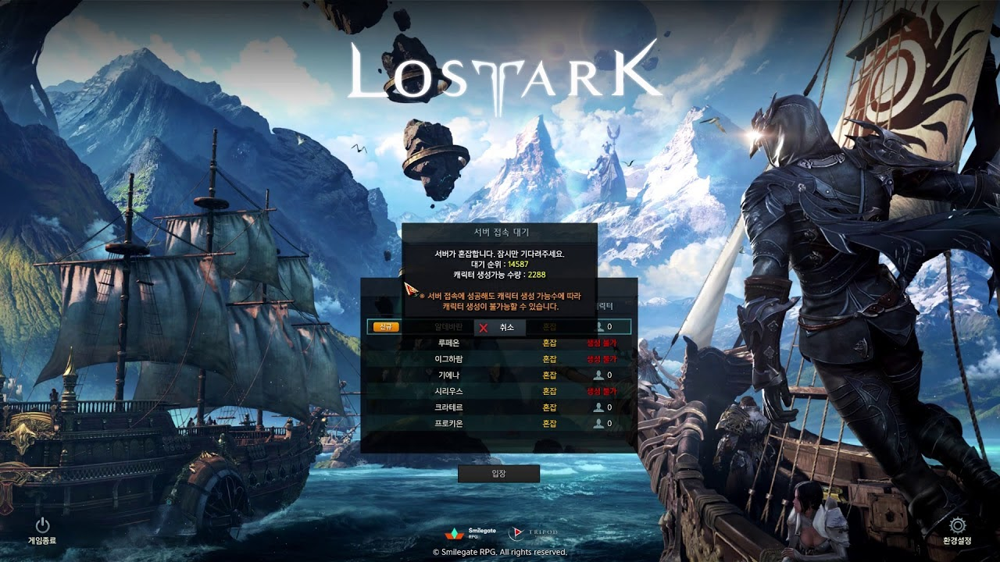 LOSTARK
서버 접속 대기
서버가 혼잡합니다. 잠시만 기다려주세요.
대기 순위 : 14587
캐릭터 생성가능 수량 : 2288
※ 서버 접속에 성공해도 캐릭터 생성 가능수에 따라
캐릭터 생성이 불가능할 수 있습니다.
신규 알테바란 취소 혼잡 0
루페온 혼잡 생성 불가
이그하람 혼잡 생성 불가
기에나 혼잡 0
시리우스 혼잡 생성 불가
크라테르 혼잡 0
프로키온 혼잡 0
입장
게임종료
Smilegate
RPG
TRIPOD
환경설정
© Smilegate RPG. All rights reserved.